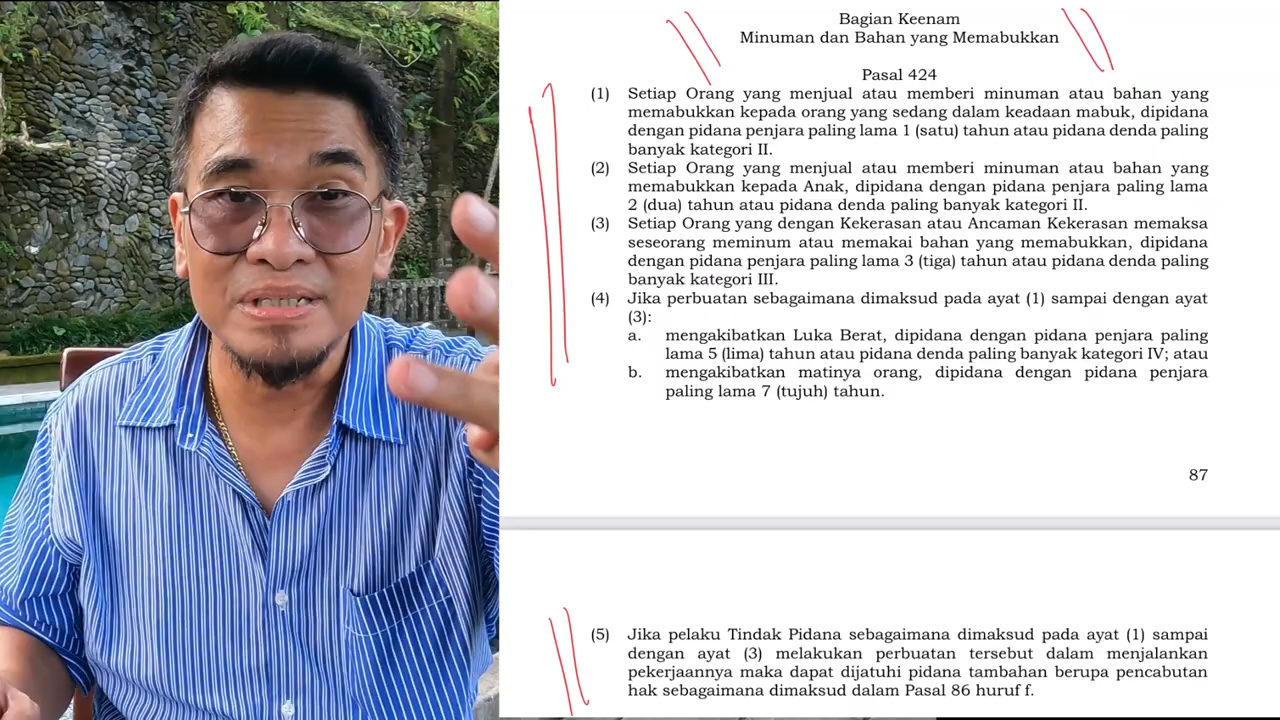 Bagian Keenam
Minuman dan Bahan yang Memabukkan
Pasal 424
(1) Setiap Orang yang menjual atau memberi minuman atau bahan yang
memabukkan kepada orang yang sedang dalam keadaan mabuk, dipidana
dengan pidana penjara paling lama 1 (satu) tahun atau pidana denda paling
banyak kategori II.
(2) Setiap Orang yang menjual atau memberi minuman atau bahan yang
memabukkan kepada Anak, dipidana dengan pidana penjara paling lama
2 (dua) tahun atau pidana denda paling banyak kategori II.
(3) Setiap Orang yang dengan Kekerasan atau Ancaman Kekerasan memaksa
seseorang meminum atau memakai bahan yang memabukkan, dipidana
dengan pidana penjara paling lama 3 (tiga) tahun atau pidana denda paling
banyak kategori III.
(4) Jika perbuatan sebagaimana dimaksud pada ayat (1) sampai dengan ayat
(3):
a. mengakibatkan Luka Berat, dipidana dengan pidana penjara paling
lama 5 (lima) tahun atau pidana denda paling banyak kategori IV; atau
b. mengakibatkan matinya orang, dipidana dengan pidana penjara
paling lama 7 (tujuh) tahun.
87
(5) Jika pelaku Tindak Pidana sebagaimana dimaksud pada ayat (1) sampai
dengan ayat (3) melakukan perbuatan tersebut dalam menjalankan
pekerjaannya maka dapat dijatuhi pidana tambahan berupa pencabutan
hak sebagaimana dimaksud dalam Pasal 86 huruf f.